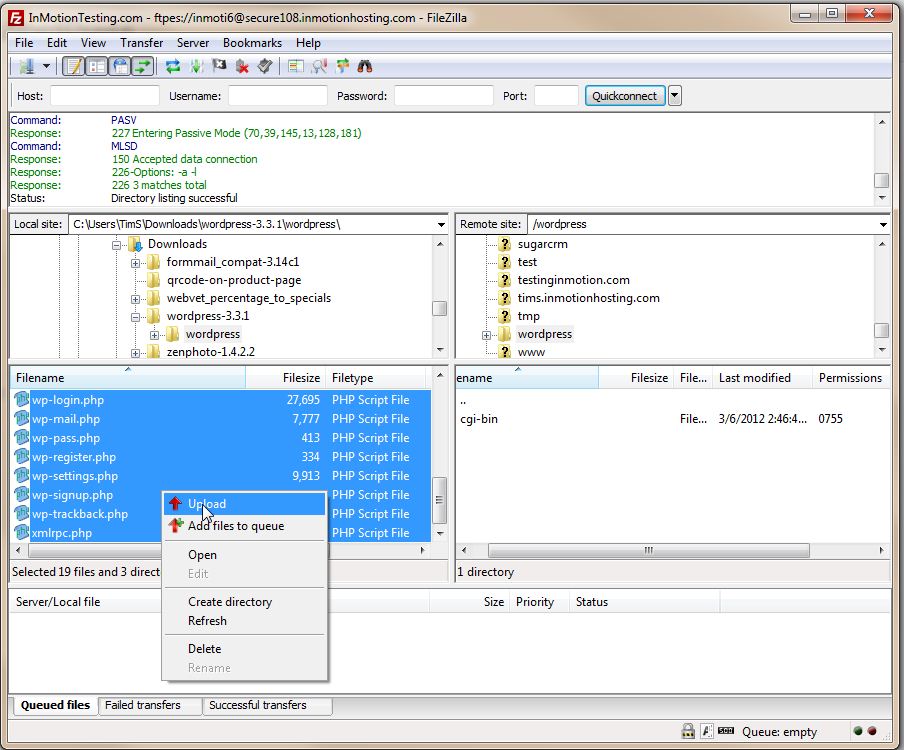 InMotionTesting.com - ftpes://inmoti6@secure108.inmotionhosting.com - FileZilla
File Edit View Transfer Server Bookmarks Help
Host: Username: Password: Port: Quickconnect
Command: PASV
Response: 227 Entering Passive Mode (70,39,145,13,128,181)
Command: MLSD
Response: 150 Accepted data connection
Response: 226-Options: -a -l
Response: 226 3 matches total
Status: Directory listing successful
Local site: C:\Users\TimS\Downloads\wordpress-3.3.1\wordpress\
Downloads
formmail_compat-3.14c1
qrcode-on-product-page
webvet_percentage_to_specials
wordpress-3.3.1
wordpress
zenphoto-1.4.2.2
Remote site: /wordpress
sugarcrm
test
testinginmotion.com
tims.inmotionhosting.com
tmp
wordpress
www
Filename Filesize Filetype
wp-login.php 27,695 PHP Script File
wp-mail.php 7,777 PHP Script File
wp-pass.php 413 PHP Script File
wp-register.php 334 PHP Script File
wp-settings.php 9,913 PHP Script File
wp-signup.php PHP Script File
wp-trackback.php PHP Script File
xmlrpc.php PHP Script File
Selected 19 files and 3 direct
Upload
Add files to queue
Open
Edit
Create directory
Refresh
Delete
Rename
ename Filesize File... Last modified Permissions
..
cgi-bin File... 3/6/2012 2:46:4... 0755
1 directory
Server/Local file Size Priority Status
Queued files Failed transfers Successful transfers
Queue: empty